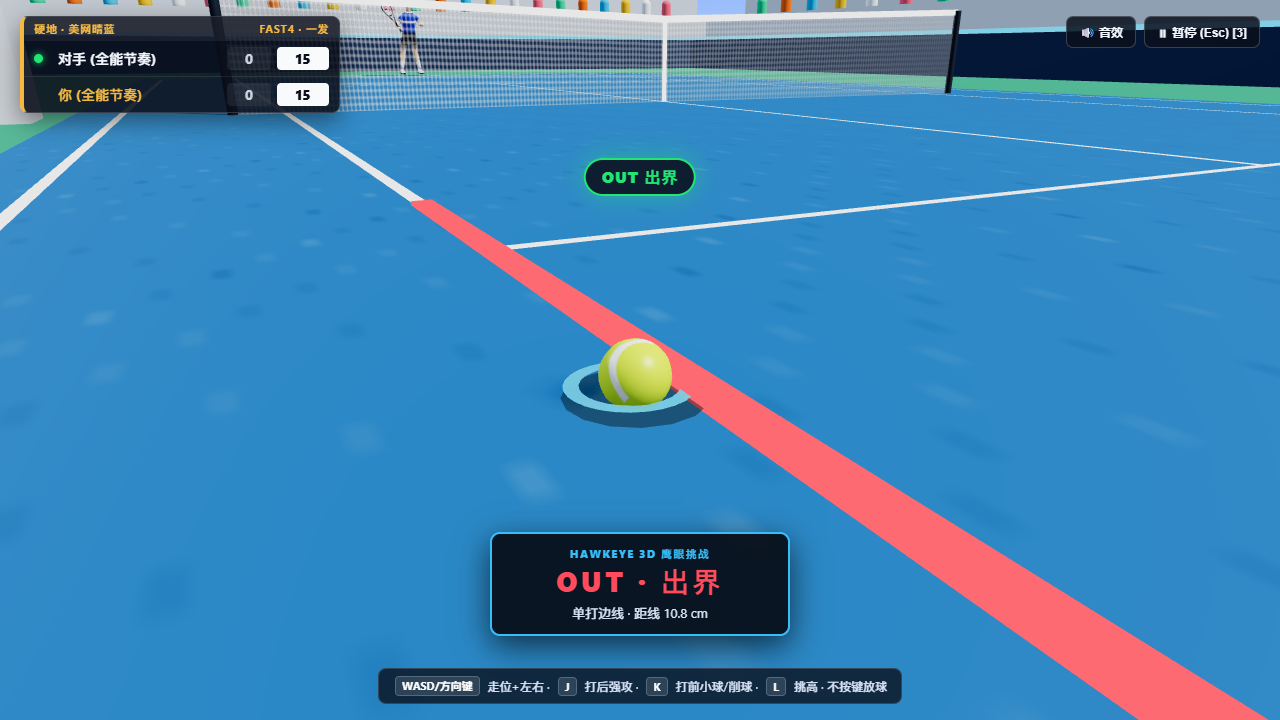 硬地 · 美网晴蓝 FAST4 · 一发
对手 (全能节奏) 0 15
你 (全能节奏) 0 15
音效 暂停 (Esc) [3]
OUT 出界
HAWKEYE 3D 鹰眼挑战
OUT · 出界
单打边线 · 距线 10.8 cm
WASD/方向键 走位+左右 · J 打后强攻 · K 打前小球/削球 · L 挑高 · 不按键放球